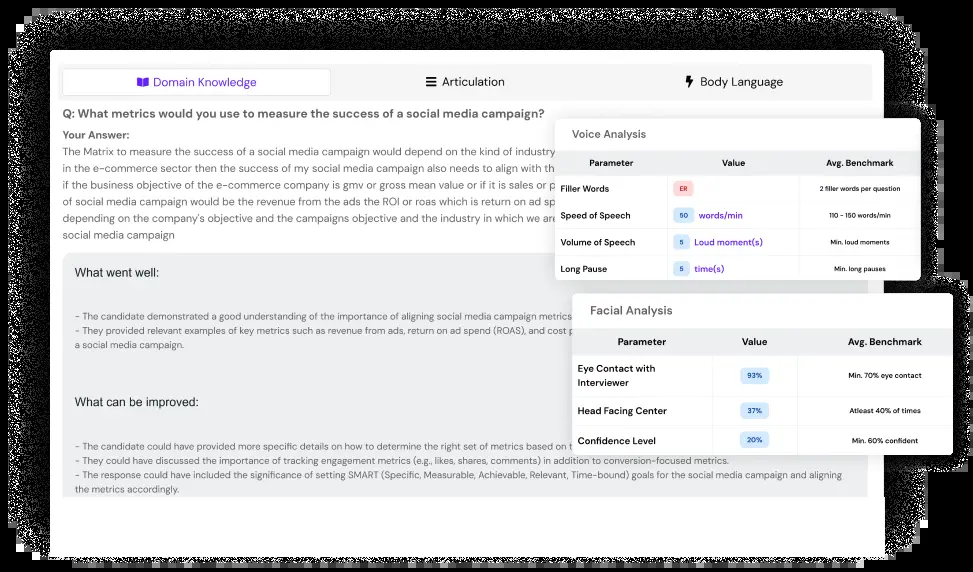 Domain Knowledge
Articulation
Body Language
Q: What metrics would you use to measure the success of a social media campaign?
Your Answer:
The Matrix to measure the success of a social media campaign would depend on the kind of industry
in the e-commerce sector then the success of my social media campaign also needs to align with th
if the business objective of the e-commerce company is gmv or gross mean value or if it is sales or p
of social media campaign would be the revenue from the ads the ROI or roas which is return on ad sp
depending on the company's objective and the campaigns objective and the industry in which we are
social media campaign
What went well:
- The candidate demonstrated a good understanding of the importance of aligning social media campaign metrics
- They provided relevant examples of key metrics such as revenue from ads, return on ad spend (ROAS), and cost p
a social media campaign.
What can be improved:
- The candidate could have provided more specific details on how to determine the right set of metrics based on t
- They could have discussed the importance of tracking engagement metrics (e.g., likes, shares, comments) in addition to conversion-focused metrics.
- The response could have included the significance of setting SMART (Specific, Measurable, Achievable, Relevant, Time-bound) goals for the social media campaign and aligning
the metrics accordingly.
Voice Analysis
Parameter Value Avg. Benchmark
Filler Words ER 2 filler words per question
Speed of Speech 50 words/min 110 - 150 words/min
Volume of Speech 5 Loud moment(s) Min. loud moments
Long Pause 5 time(s) Min. long pauses
Facial Analysis
Parameter Value Avg. Benchmark
Eye Contact with
Interviewer 93% Min. 70% eye contact
Head Facing Center 37% Atleast 40% of times
Confidence Level 20% Min. 60% confident